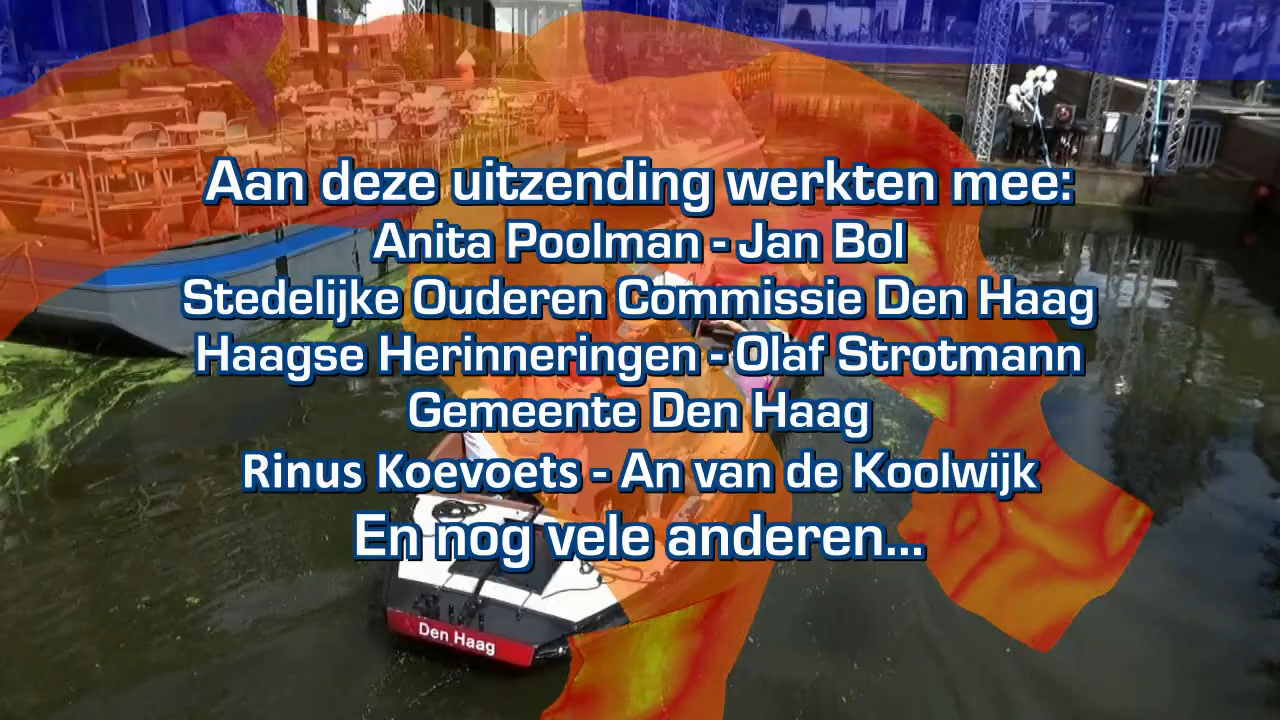 Aan deze uitzending werkten mee:
Anita Poolman - Jan Bol
Stedelijke Ouderen Commissie Den Haag
Haagse Herinneringen - Olaf Strotmann
Gemeente Den Haag
Rinus Koevoets - An van de Koolwijk
En nog vele anderen...
Den Haag